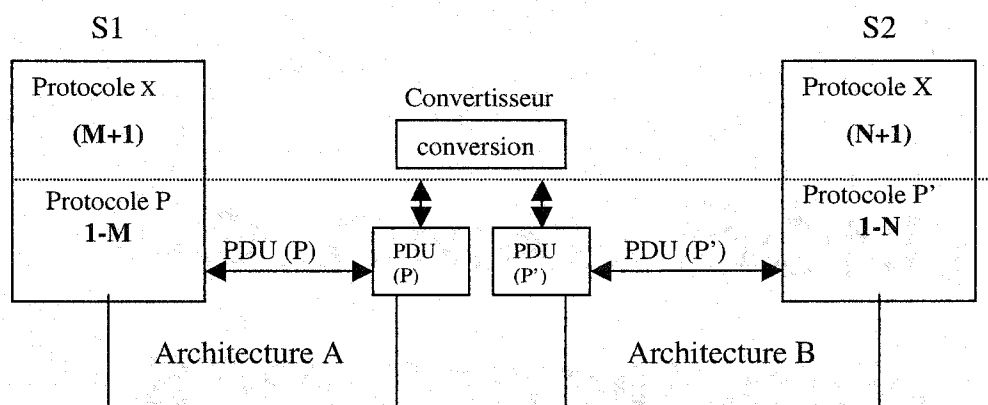 S1
S2
Protocole X
(M+1)
Convertisseur
conversion
Protocole X
(N+1)
Protocole P
1-M
Protocole P’
1-N
PDU (P)
PDU
(P)
PDU
(P’)
PDU (P’)
Architecture A
Architecture B